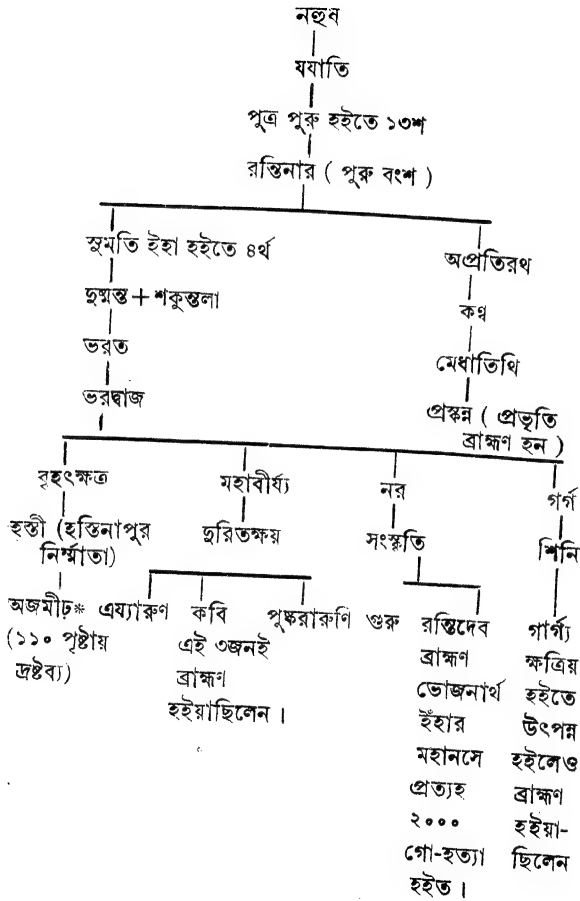 নহুষ
যযাতি
পুত্র পুরু হইতে ১৩শ
রন্তিনার ( পুরু বংশ )
সুমতি ইহা হইতে ৪র্থ
অপ্রতিরথ
দুষ্মন্ত + শকুন্তলা
কণ্ব
ভরত
মেধাতিথি
ভরদ্বাজ
প্রস্কন্ন ( প্রভৃতি
ব্রাহ্মণ হন )
বৃহৎক্ষত্র
মহাবীর্য্য
নর
গর্গ
হস্তী (হস্তিনাপুর
নির্ম্মাতা)
দুরিতক্ষয়
সংস্কৃতি
শিনি
অজমীঢ়*
(১১০ পৃষ্টায়
দ্রষ্টব্য)
এয্যারুণ
কবি
পুষ্করারুণি
এই ৩জনই
ব্রাহ্মণ
হইয়াছিলেন ।
গুরু
রন্তিদেব
ব্রাহ্মণ
ভোজনার্থ
ইঁহার
মহানসে
প্রত্যহ
২০০০
গো-হত্যা
হইত ।
গার্গ্য
ক্ষত্রিয়
হইতে
উৎপন্ন
হইলেও
ব্রাহ্মণ
হইয়া-
ছিলেন